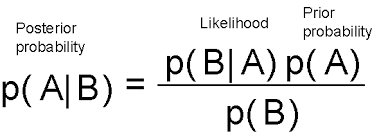 Posterior
probability
Likelihood
Prior
probability
p(A|B) = p(B|A) p(A)
p(B)